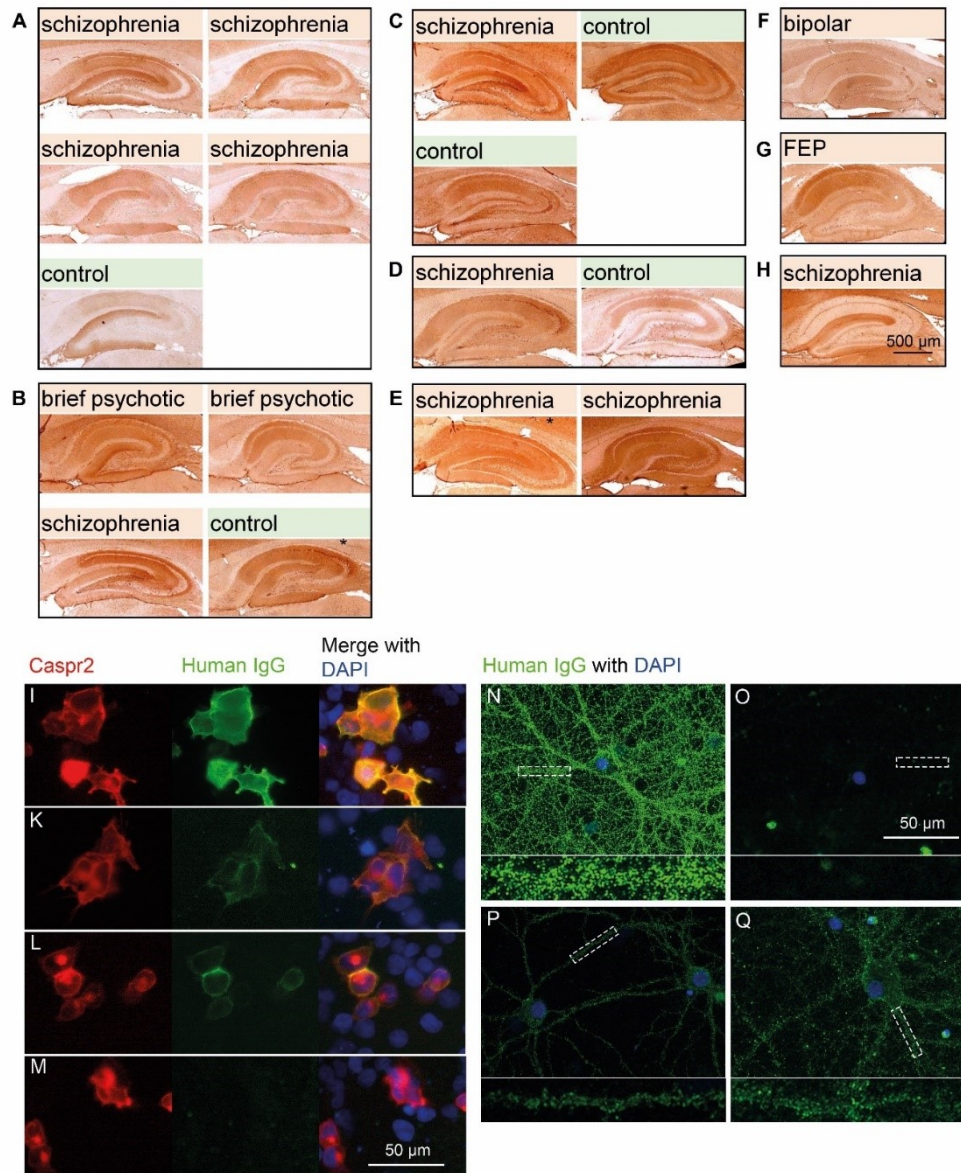 A
schizophrenia schizophrenia
schizophrenia schizophrenia
control
B
brief psychotic brief psychotic
schizophrenia control
*
C
schizophrenia control
control
D
schizophrenia control
E
schizophrenia schizophrenia
*
F
bipolar
G
FEP
H
schizophrenia
500 µm
Caspr2 Human IgG Merge with
DAPI
I
K
L
M
50 µm
Human IgG with DAPI
N
O
50 µm
P
Q